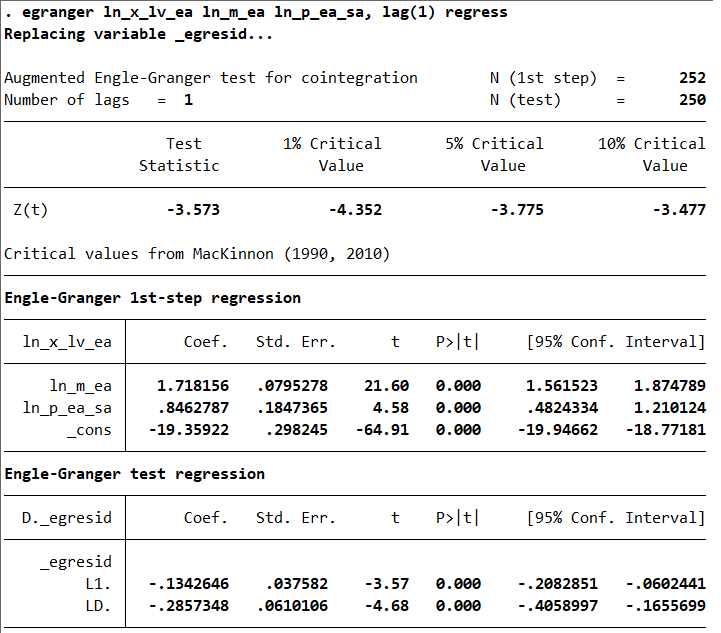 . egranger ln_x_lv_ea ln_m_ea ln_p_ea_sa, lag(1) regress
Replacing variable _egresid...
Augmented Engle-Granger test for cointegration N (1st step) = 252
Number of lags = 1 N (test) = 250
Test 1% Critical 5% Critical 10% Critical
Statistic Value Value Value
Z(t) -3.573 -4.352 -3.775 -3.477
Critical values from MacKinnon (1990, 2010)
Engle-Granger 1st-step regression
ln_x_lv_ea Coef. Std. Err. t P>|t| [95% Conf. Interval]
ln_m_ea 1.718156 .0795278 21.60 0.000 1.561523 1.874789
ln_p_ea_sa .8462787 .1847365 4.58 0.000 .4824334 1.210124
_cons -19.35922 .298245 -64.91 0.000 -19.94662 -18.77181
Engle-Granger test regression
D._egresid Coef. Std. Err. t P>|t| [95% Conf. Interval]
_egresid
L1. -.1342646 .037582 -3.57 0.000 -.2082851 -.0602441
LD. -.2857348 .0610106 -4.68 0.000 -.4058997 -.1655699